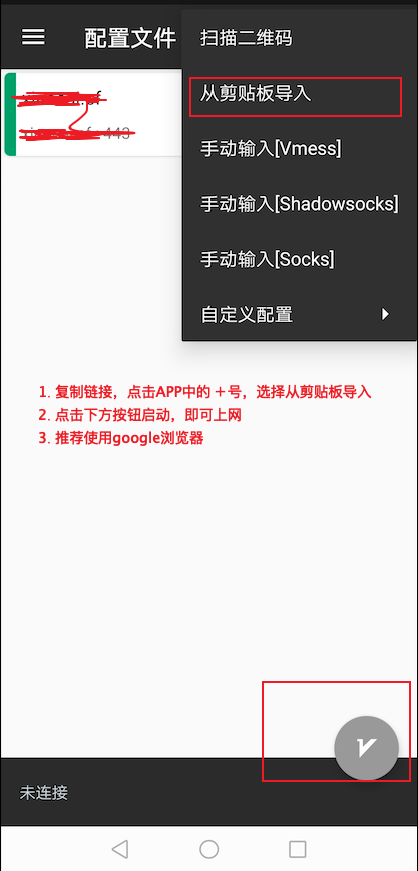 配置文件
扫描二维码
从剪贴板导入
手动输入[Vmess]
手动输入[Shadowsocks]
手动输入[Socks]
自定义配置
1. 复制链接，点击APP中的 ＋号，选择从剪贴板导入
2. 点击下方按钮启动，即可上网
3. 推荐使用google浏览器
未连接